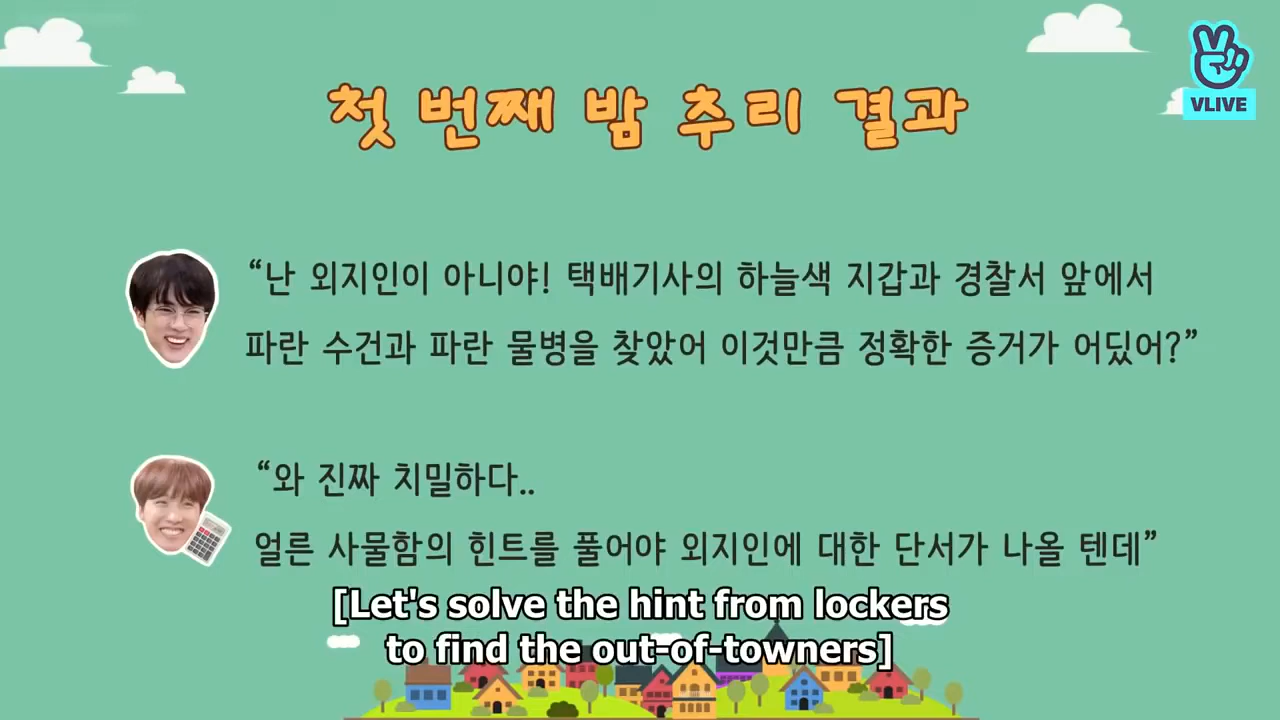 VLIVE
첫 번째 밤 추리 결과
“난 외지인이 아니야! 택배기사의 하늘색 지갑과 경찰서 앞에서
파란 수건과 파란 물병을 찾았어 이것만큼 정확한 증거가 어딨어?”
“와 진짜 치밀하다..
얼른 사물함의 힌트를 풀어야 외지인에 대한 단서가 나올 텐데”
[Let's solve the hint from lockers
to find the out-of-towners]